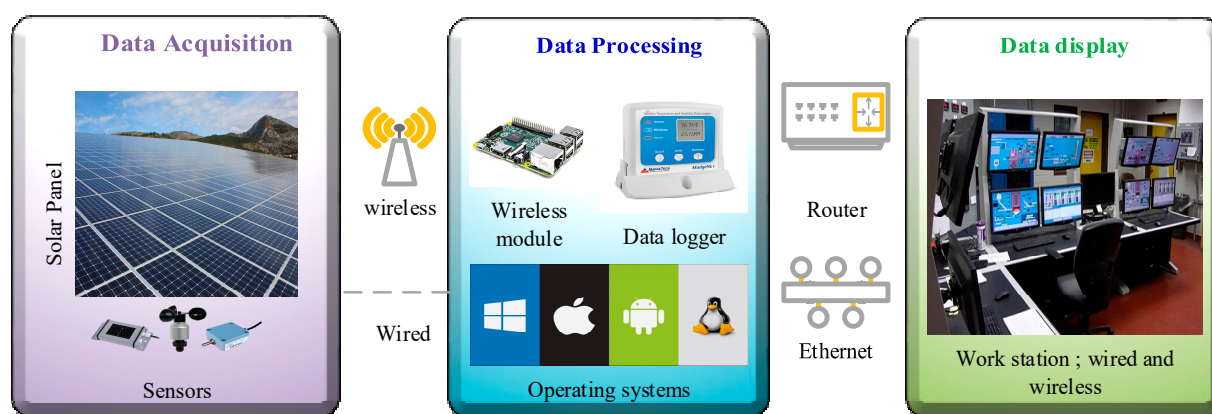 Data Acquisition
Solar Panel
Sensors
wireless
Wired
Data Processing
Wireless
module
Data logger
Operating systems
Router
Ethernet
Data display
Work station ; wired and
wireless